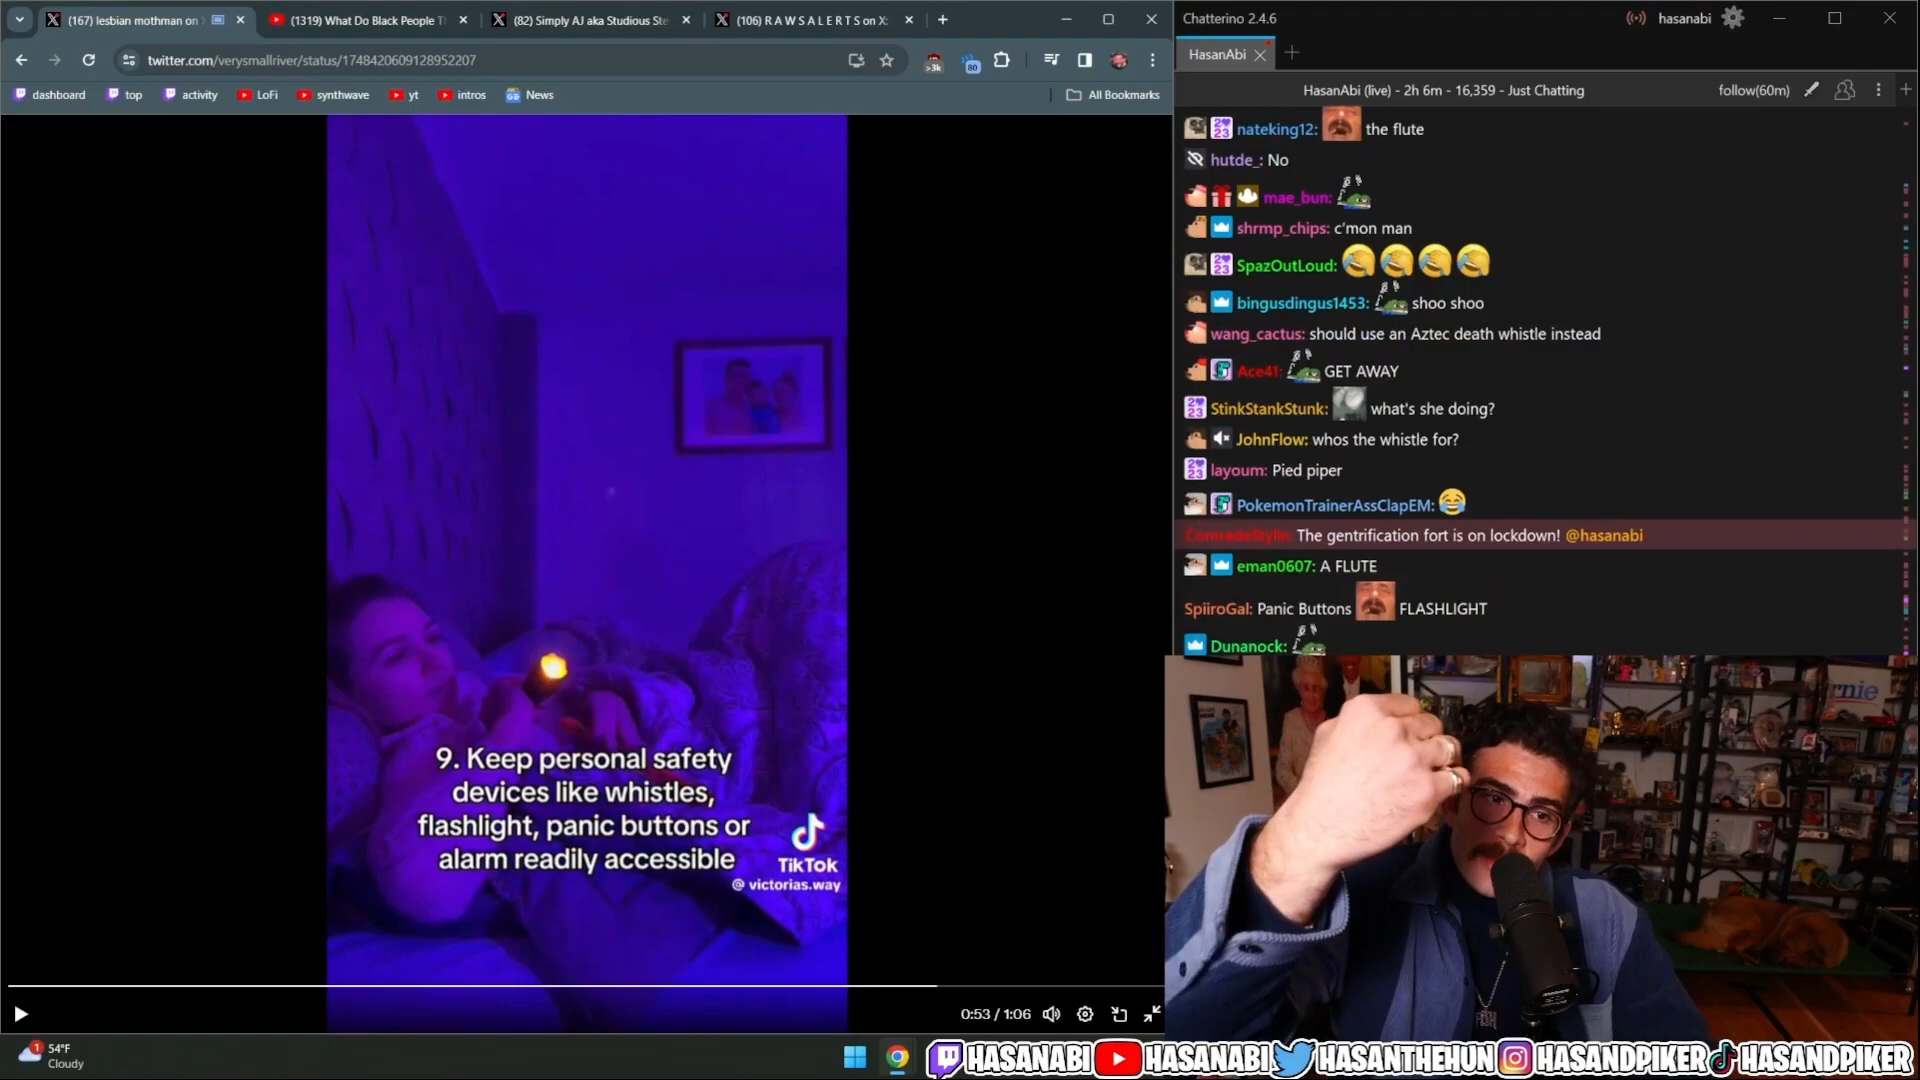 (167) lesbian mothman on
(1319) What Do Black People T
(82) Simply AJ aka Studious Ste
(106) R A W S A L E R T S on X:
twitter.com/verysmallriver/status/1748420609128952207
>3k
80
dashboard
top
activity
LoFi
synthwave
yt
intros
News
All Bookmarks
9. Keep personal safety
devices like whistles,
flashlight, panic buttons or
alarm readily accessible
TikTok
@ victorias.way
0:53 / 1:06
1
54°F
Cloudy
Chatterino 2.4.6
hasanabi
HasanAbi
HasanAbi (live) - 2h 6m - 16,359 - Just Chatting
follow(60m)
nateking12: the flute
hutde_: No
mae_bun:
shrmp_chips: c'mon man
SpazOutLoud:
bingusdingus1453: shoo shoo
wang_cactus: should use an Aztec death whistle instead
Ace41: GET AWAY
StinkStankStunk: what's she doing?
JohnFlow: whos the whistle for?
layoum: Pied piper
PokemonTrainerAssClapEM:
ComradeStylin: The gentrification fort is on lockdown! @hasanabi
eman0607: A FLUTE
SpiiroGal: Panic Buttons FLASHLIGHT
Dunanock:
rnie
HASANABI HASANABI HASANTHEHUN HASANDPIKER HASANDPIKER